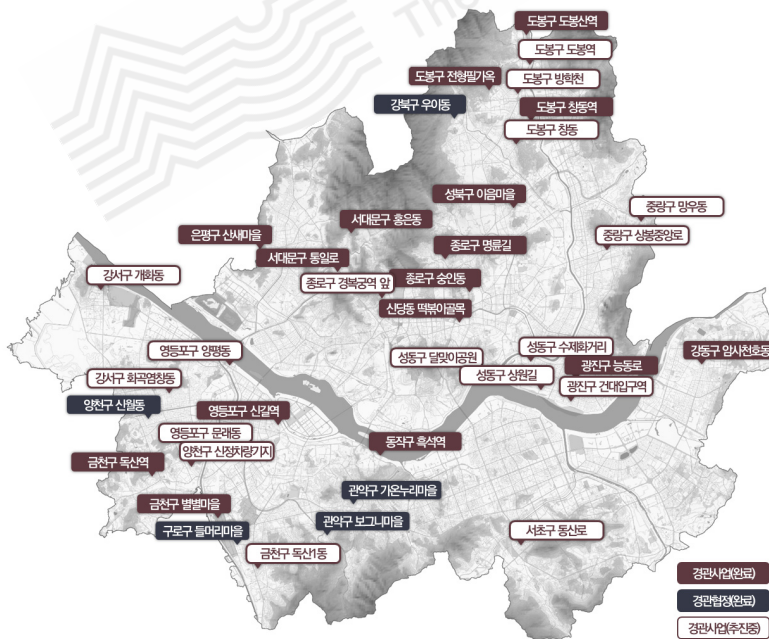 The
도봉구 도봉산역
도봉구 도봉역
도봉구 전형필가옥
도봉구 방학천
강북구 우이동
도봉구 창동역
도봉구 창동
성북구 이음마을
중랑구 망우동
서대문구 홍은동
은평구 산새마을
중랑구 상봉중앙로
종로구 명륜길
서대문구 통일로
강서구 개화동
종로구 경복궁역 앞
종로구 숭인동
신당동 떡볶이골목
영등포구 양평동
성동구 수제화거리
강동구 암사천호동
성동구 달맞이공원
광진구 능동로
강서구 화곡염창동
성동구 상원길
광진구 건대입구역
양천구 신월동
영등포구 신길역
영등포구 문래동
동작구 흑석역
양천구 신정차량기지
금천구 독산역
관악구 가온누리마을
금천구 별별마을
관악구 보그니마을
구로구 들머리마을
서초구 동산로
금천구 독산1동
경관사업(완료)
경관협정(완료)
경관사업(추진중)